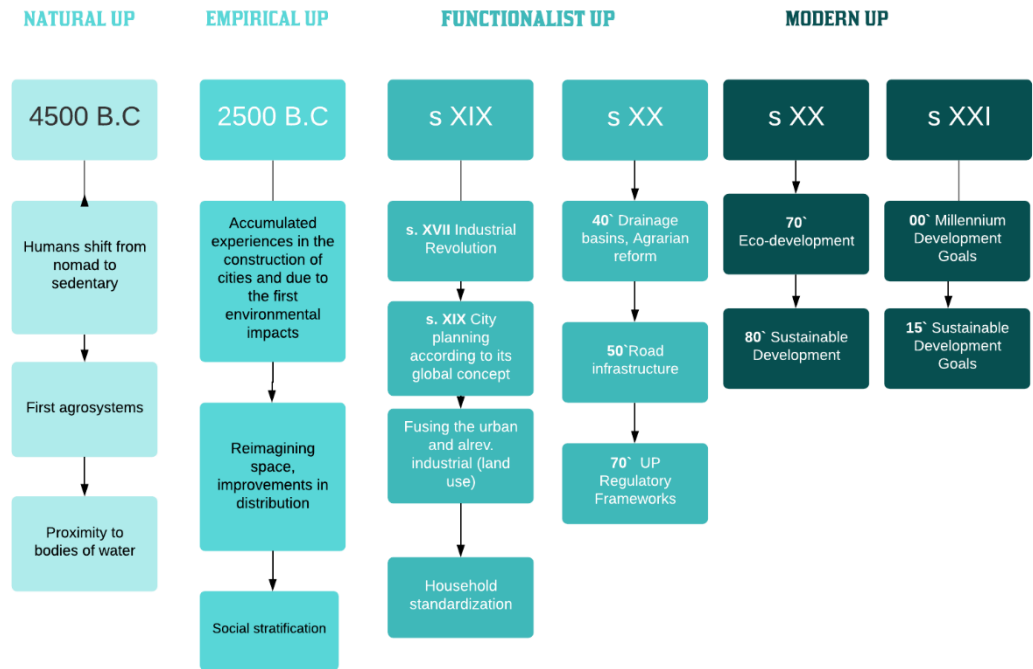 NATURAL UP
EMPIRICAL UP
FUNCTIONALIST UP
MODERN UP
4500 B.C
Humans shift from
nomad to
sedentary
First agrosystems
Proximity to
bodies of water
2500 B.C
Accumulated
experiences in the
construction of
cities and due to
the first
environmental
impacts
Reimagining
space,
improvements in
distribution
Social stratification
s XIX
s. XVII Industrial
Revolution
s. XIX City
planning
according to its
global concept
Fusing the urban
and alrev.
industrial (land
use)
Household
standardization
s XX
40` Drainage
basins, Agrarian
reform
50`Road
infrastructure
70` UP
Regulatory
Frameworks
s XX
70`
Eco-development
80` Sustainable
Development
s XXI
00` Millennium
Development
Goals
15` Sustainable
Development
Goals